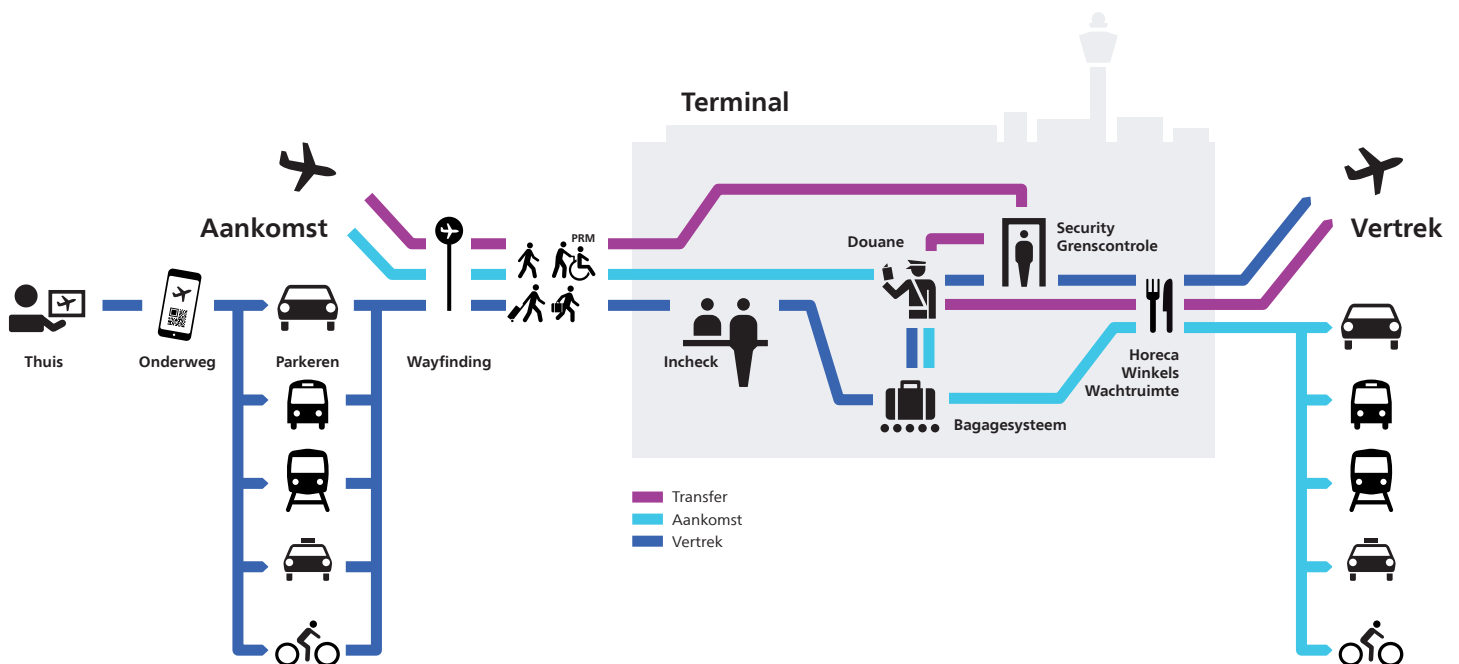 Terminal
Aankomst
PRM
Douane
Security
Grenscontrole
Vertrek
Thuis
Onderweg
Parkeren
Wayfinding
Incheck
Horeca
Winkels
Wachtruimte
Bagagesysteem
Transfer
Aankomst
Vertrek